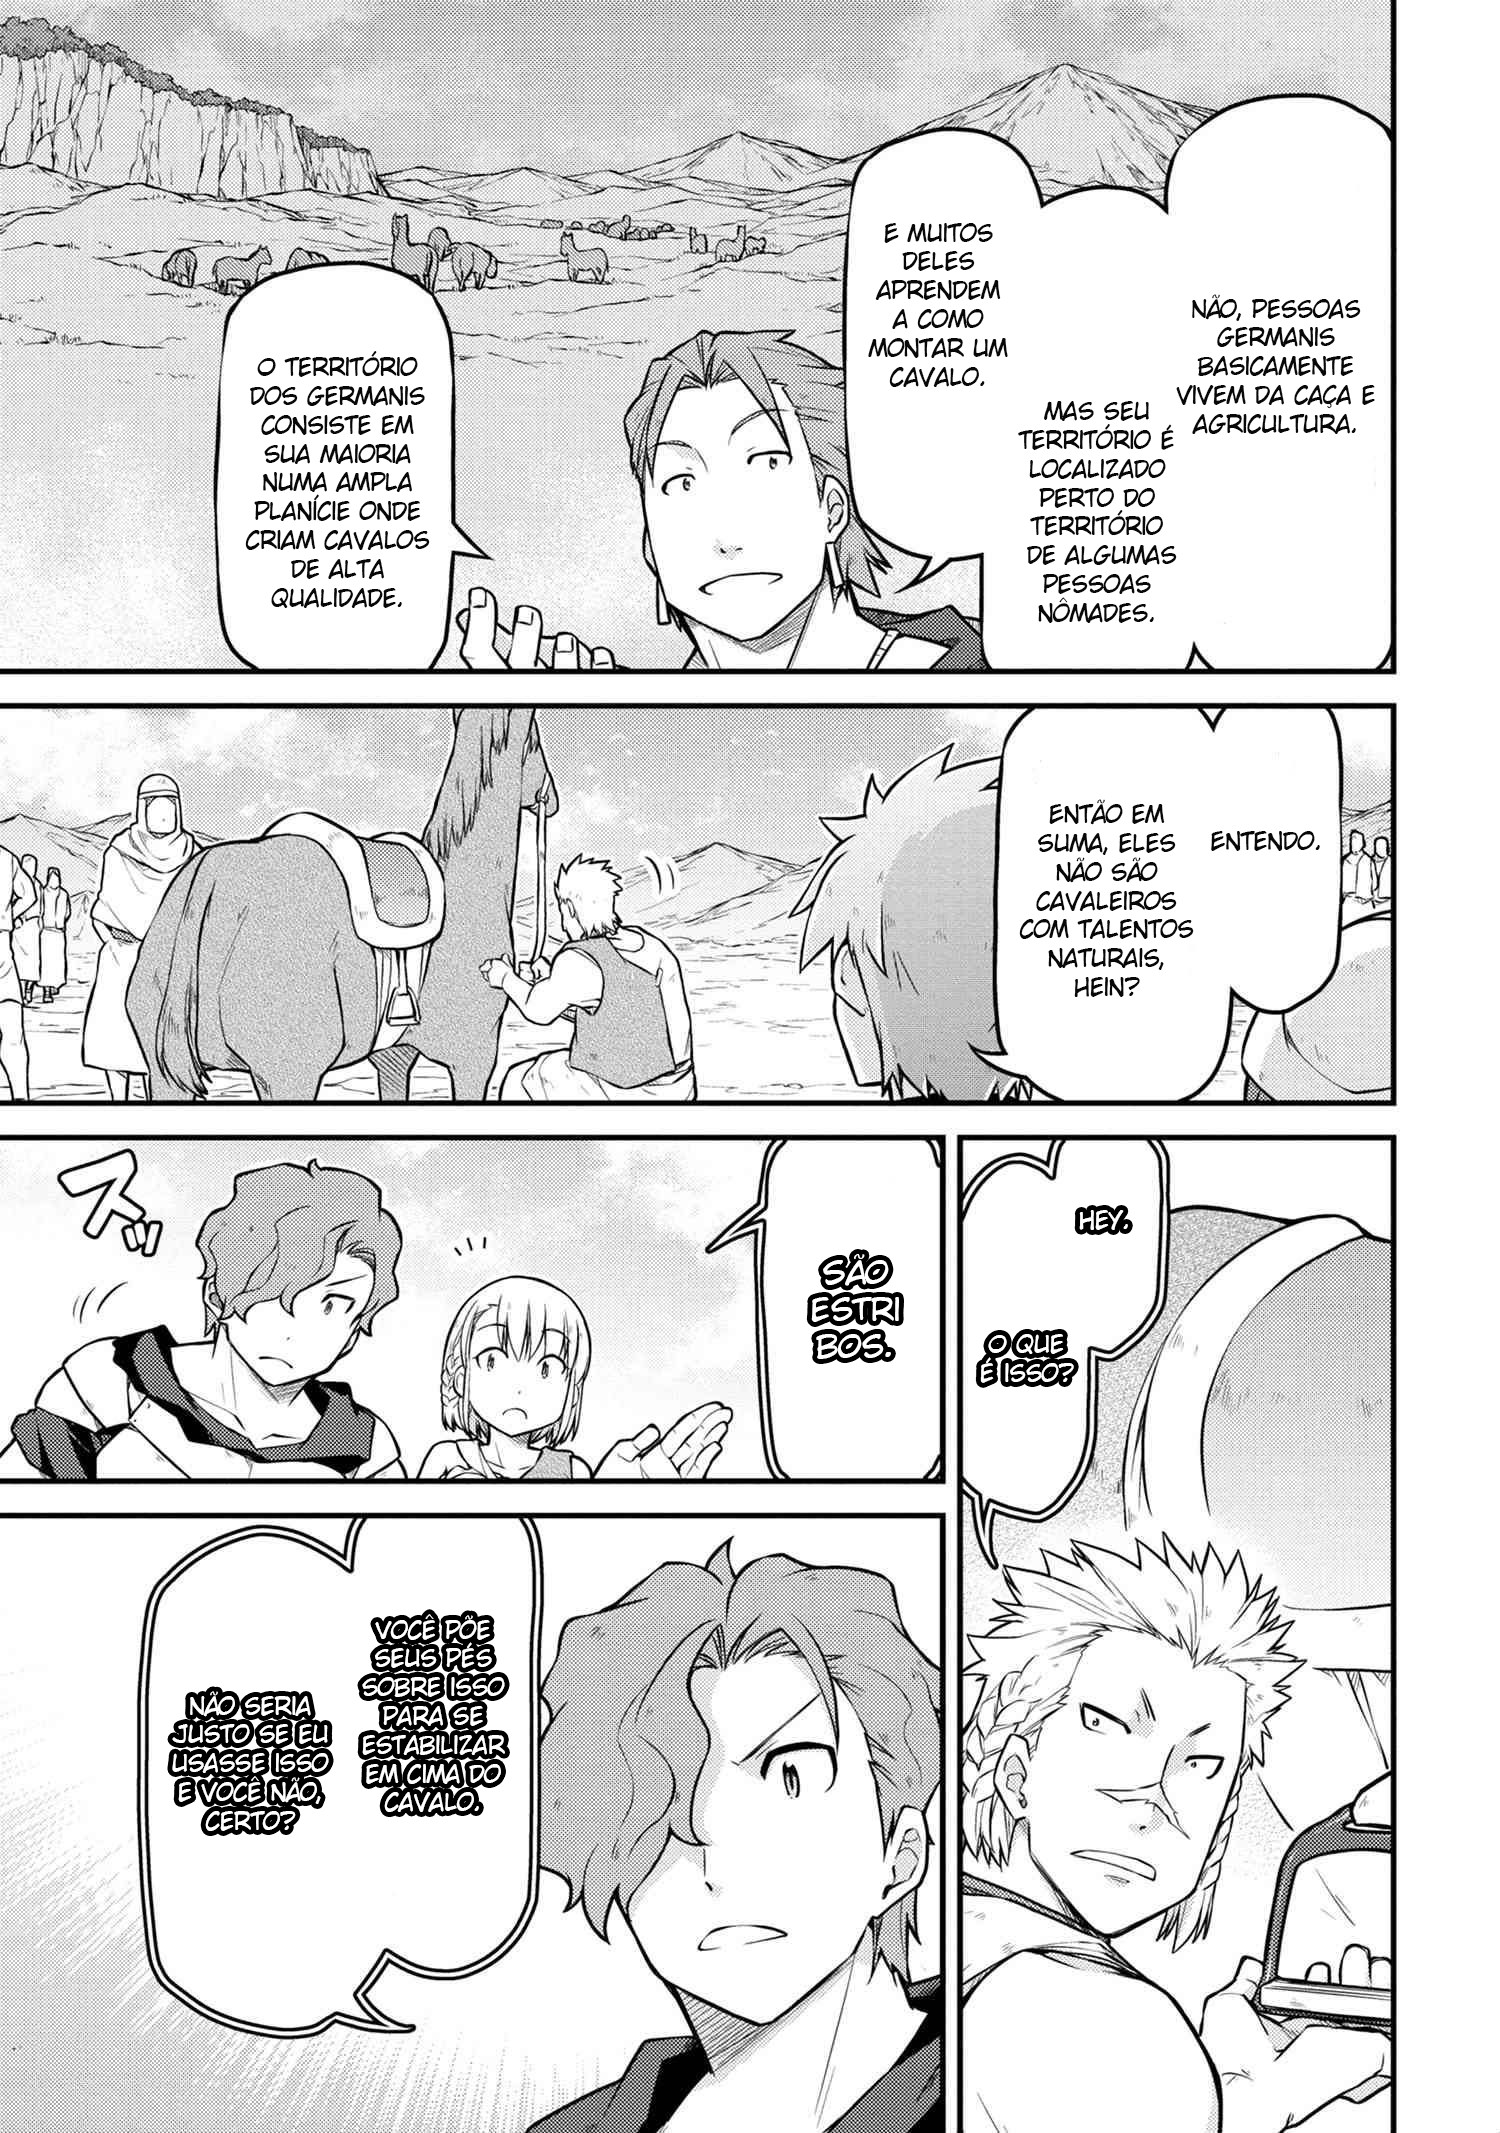 NÃO, PESSOAS
GERMANIS
BASICAMENTE
VIVEM DA CAÇA E
AGRICULTURA.
MAS SEU
TERRITÓRIO É
LOCALIZADO
PERTO DO
TERRITÓRIO
DE ALGUMAS
PESSOAS
NÔMADES.
E MUITOS
DELES
APRENDEM
A COMO
MONTAR UM
CAVALO.
O TERRITÓRIO
DOS GERMANIS
CONSISTE EM
SUA MAIORIA
NUMA AMPLA
PLANÍCIE ONDE
CRIAM CAVALOS
DE ALTA
QUALIDADE.
ENTENDO.
ENTÃO EM
SUMA, ELES
NÃO SÃO
CAVALEIROS
COM TALENTOS
NATURAIS,
HEIN?
HEY.
O QUE
É ISSO?
SÃO
ESTRI
BOS.
スッ
VOCÊ PÕE
SEUS PÉS
SOBRE ISSO
PARA SE
ESTABILIZAR
EM CIMA DO
CAVALO.
NÃO SERIA
JUSTO SE EU
USASSE ISSO
E VOCÊ NÃO,
CERTO?